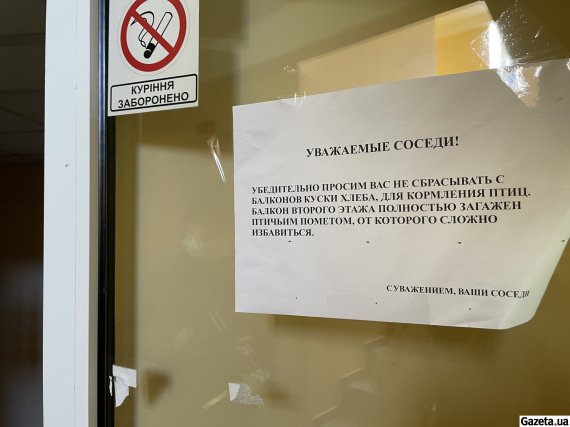 КУРІННЯ
ЗАБОРОНЕНО
УВАЖАЕМЫЕ СОСЕДИ!
УБЕДИТЕЛЬНО ПРОСИМ ВАС НЕ СБРАСЫВАТЬ С
БАЛКОНОВ КУСКИ ХЛЕБА, ДЛЯ КОРМЛЕНИЯ ПТИЦ.
БАЛКОН ВТОРОГО ЭТАЖА ПОЛНОСТЬЮ ЗАГАЖЕН
ПТИЧЬИМ ПОМЕТОМ, ОТ КОТОРОГО СЛОЖНО
ИЗБАВИТЬСЯ.
С УВАЖЕНИЕМ, ВАШИ СОСЕДИ
Gazeta.ua